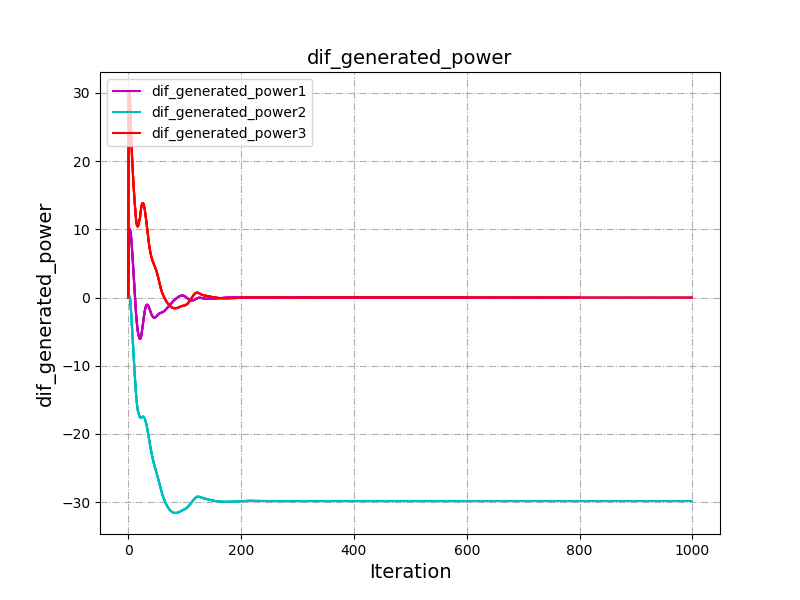 dif_generated_power
dif_generated_power1
dif_generated_power2
dif_generated_power3
dif_generated_power
30
20
10
0
−10
−20
−30
0
200
400
600
800
1000
Iteration